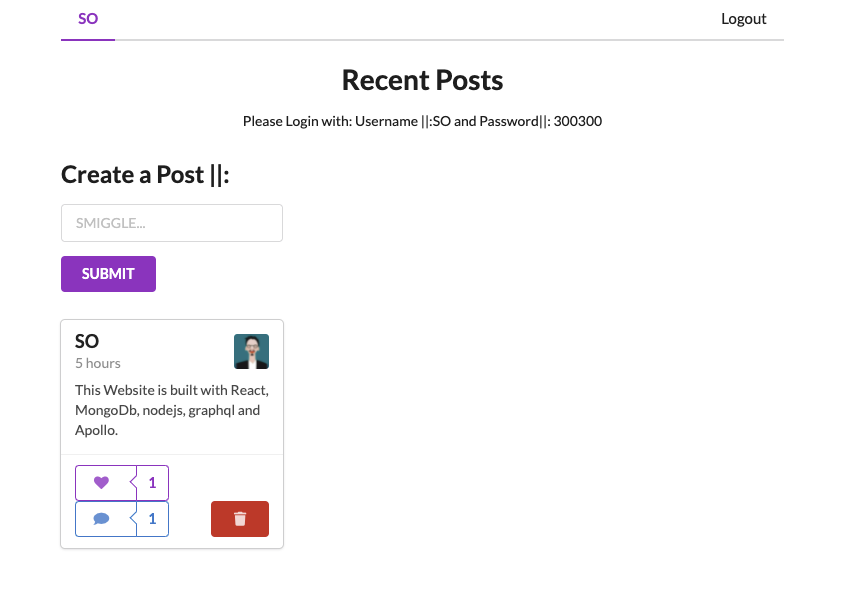 SO
Logout
Recent Posts
Please Login with: Username ||:SO and Password||: 300300
Create a Post ||:
SMIGGLE...
SUBMIT
SO
5 hours
This Website is built with React,
MongoDb, nodejs, graphql and
Apollo.
1
1